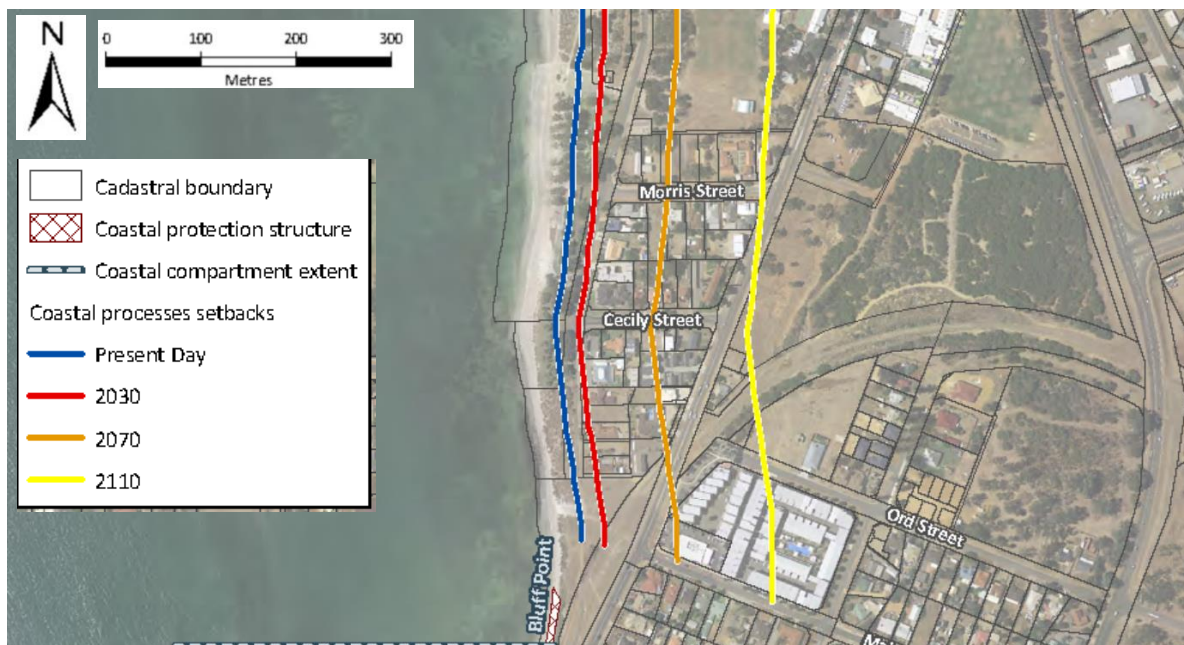 N
0 100 200 300
Metres
Cadastral boundary
Coastal protection structure
Coastal compartment extent
Coastal processes setbacks
Present Day
2030
2070
2110
Morris Street
Cecily Street
Ord Street
Bluff Point